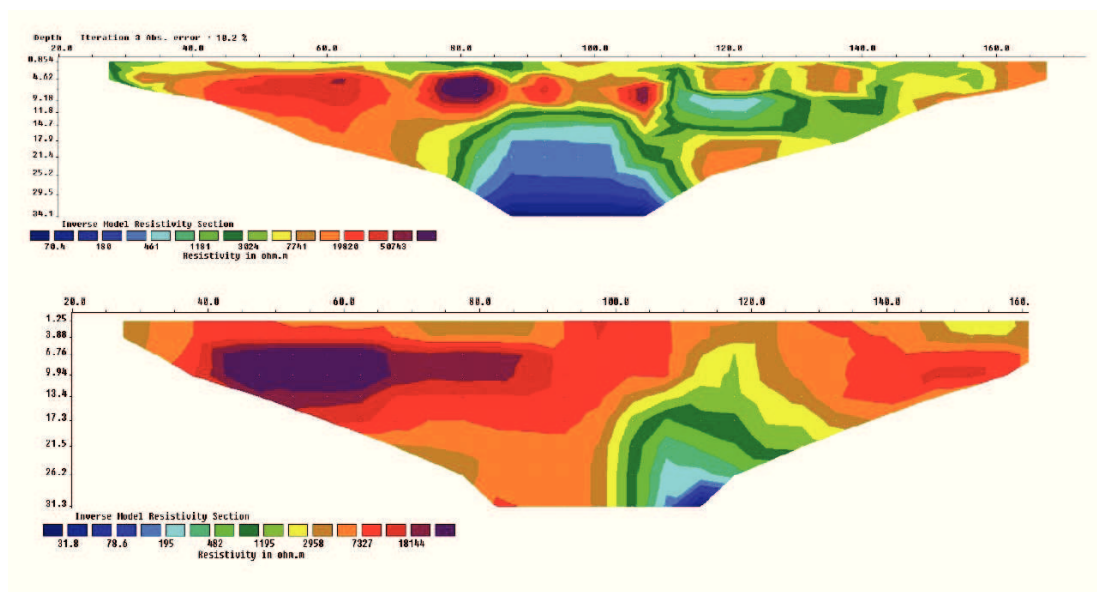 Depth Iteration 3 Abs. error = 10.2 %
20.0 40.0 60.0 80.0 100.0 120.0 140.0 160.0
0.854
4.62
9.10
11.8
14.7
17.9
21.4
25.2
29.5
34.1
Inverse Model Resistivity Section
70.4 180 461 1181 3024 7741 19820 50743
Resistivity in ohm.m
20.0 40.0 60.0 80.0 100.0 120.0 140.0 160.
1.25
3.88
6.76
9.94
13.4
17.3
21.5
26.2
31.3
Inverse Model Resistivity Section
31.8 78.6 195 482 1195 2958 7327 18144
Resistivity in ohm.m